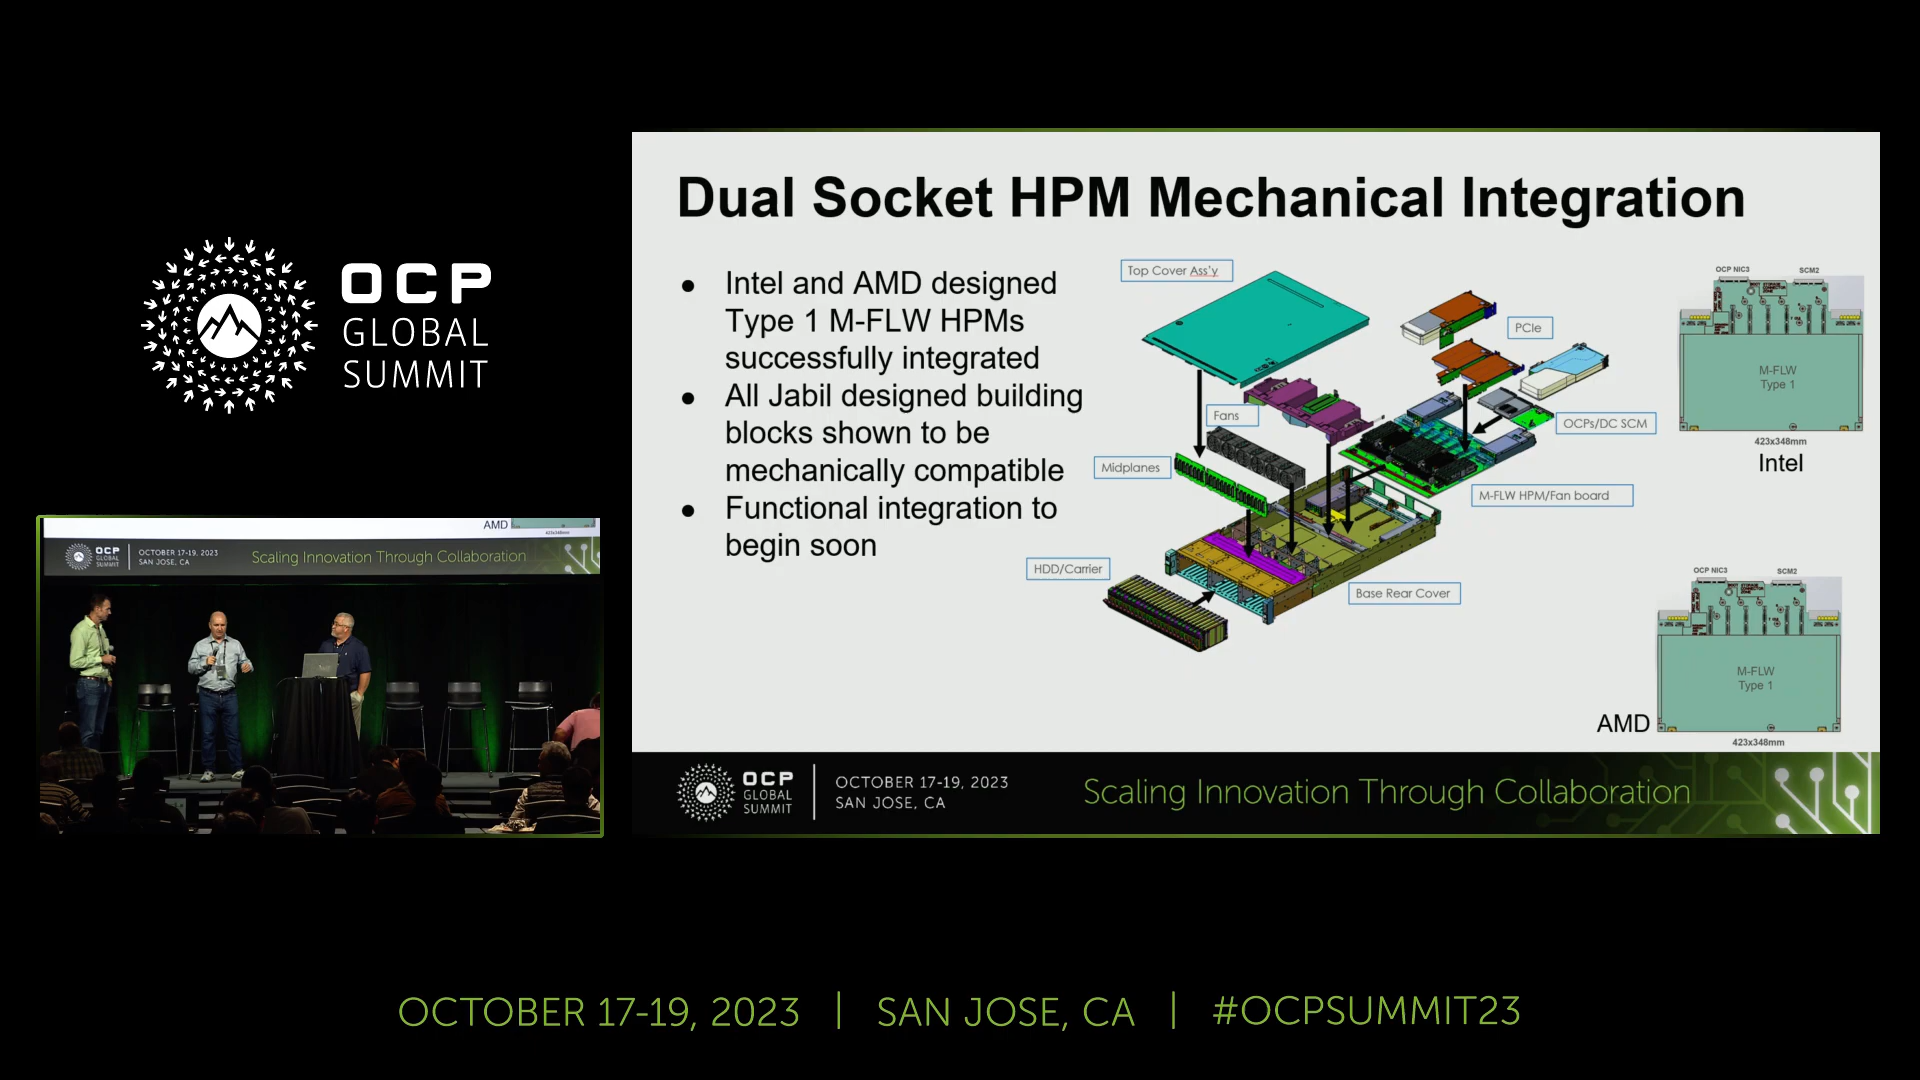 OCP
GLOBAL
SUMMIT
AMD
OCP
GLOBAL
SUMMIT
OCTOBER 17-19, 2023
SAN JOSE, CA
Scaling Innovation Through Collaboration
Dual Socket HPM Mechanical Integration
● Intel and AMD designed
Type 1 M-FLW HPMs
successfully integrated
● All Jabil designed building
blocks shown to be
mechanically compatible
● Functional integration to
begin soon
Top Cover Ass'y
PCIe
Fans
OCPs/DC SCM
Midplanes
M-FLW HPM/Fan board
HDD/Carrier
Base Rear Cover
OCP NIC3
SCM2
M-FLW
Type 1
423x348mm
Intel
OCP NIC3
SCM2
M-FLW
Type 1
AMD
423x348mm
OCP
GLOBAL
SUMMIT
OCTOBER 17-19, 2023
SAN JOSE, CA
Scaling Innovation Through Collaboration
OCTOBER 17-19, 2023 | SAN JOSE, CA | #OCPSUMMIT23